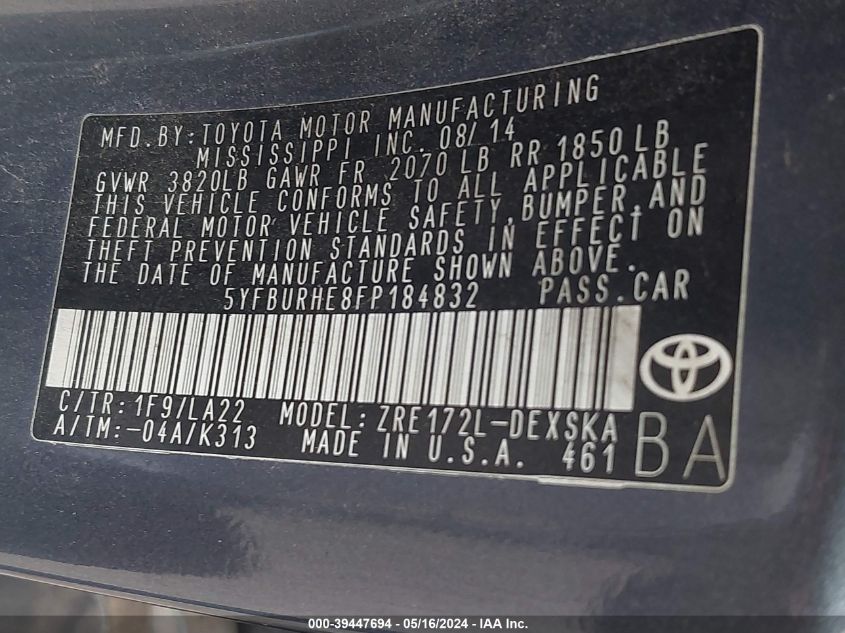 MFD.BY:TOYOTA MOTOR MANUFACTURING
MISSISSIPPI INC. 08/14
GVWR 3820LB GAWR FR 2070 LB RR 1850LB
THIS VEHICLE CONFORMS TO ALL APPLICABLE
FEDERAL MOTOR VEHICLE SAFETY,BUMPER,AND
THEFT PREVENTION STANDARDS IN EFFECT ON
THE DATE OF MANUFACTURE SHOWN ABOVE.
5YFBURHE8FP184832 PASS.CAR
C/TR:1F9/LA22 MODEL:ZRE172L-DEXSKA
A/TM:-04A/K313 MADE IN U.S.A. 461 BA
000-39447694 - 05/16/2024 - IAA Inc.